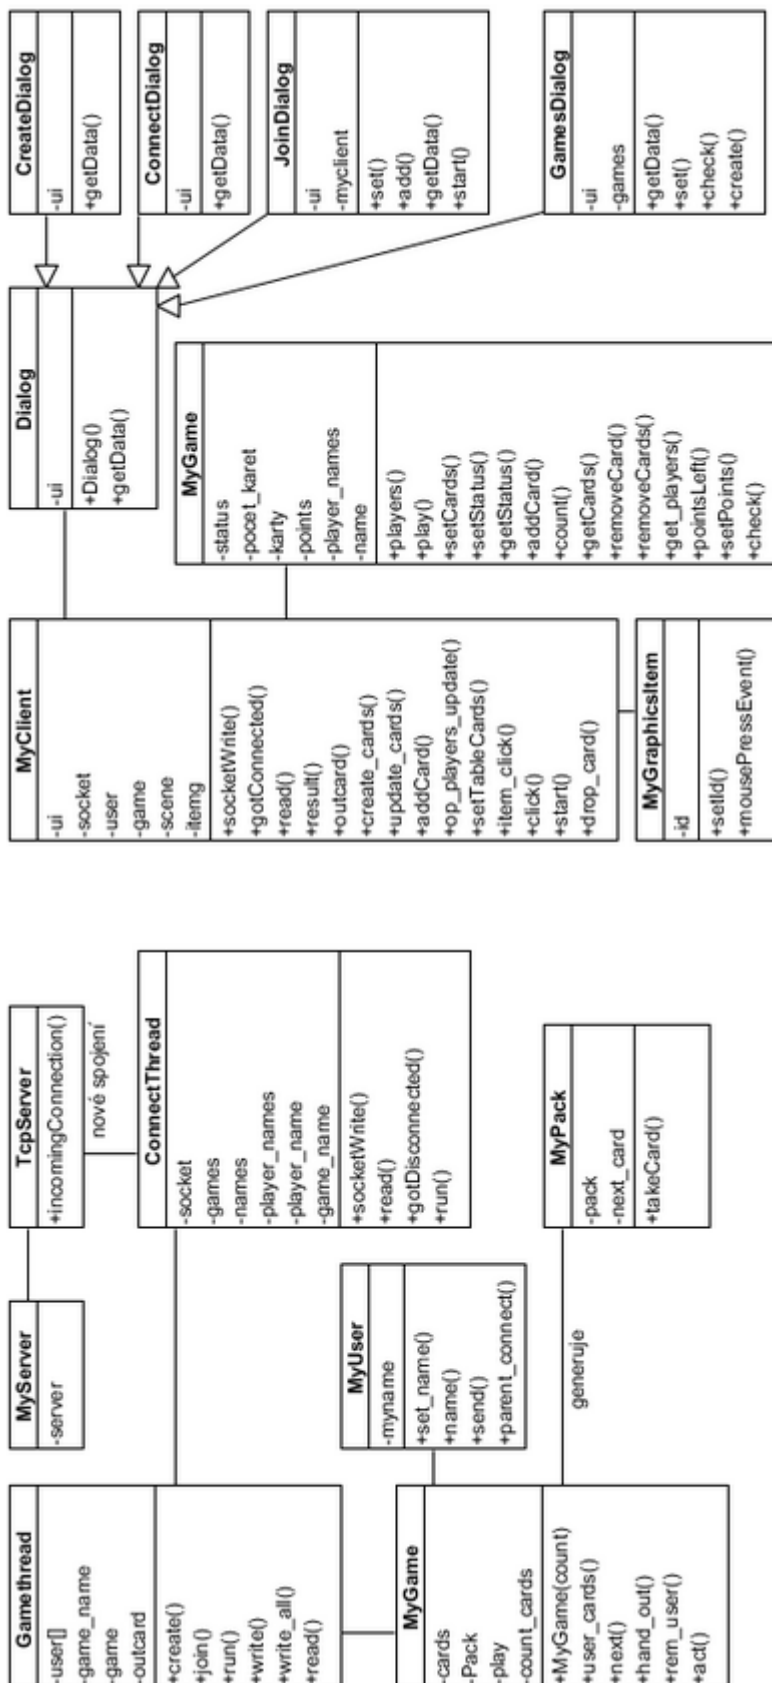 Gamethread
-user[]
-game_name
-game
-outcard
+create()
+join()
+run()
+write()
+write_all()
+read()
MyServer
-server
TcpServer
+incomingConnection()
nové spojení
ConnectThread
-socket
-games
-names
-player_names
-player_name
-game_name
+socketWrite()
+read()
+gotDisconnected()
+run()
MyUser
-myname
+set_name()
+name()
+send()
+parent_connect()
MyGame
-cards
-Pack
-play
-count_cards
+MyGame(count)
+user_cards()
+next()
+hand_out()
+rem_user()
+act()
generuje
MyPack
-pack
-next_card
+takeCard()
MyClient
-ui
-socket
-user
-game
-scene
-itemg
+socketWrite()
+gotConnected()
+read()
+result()
+outcard()
+create_cards()
+update_cards()
+addCard()
+op_players_update()
+setTableCards()
+item_click()
+click()
+start()
+drop_card()
Dialog
-ui
+Dialog()
+getData()
CreateDialog
-ui
+getData()
ConnectDialog
-ui
+getData()
JoinDialog
-ui
-myclient
+set()
+add()
+getData()
+start()
GamesDialog
-ui
-games
+getData()
+set()
+check()
+create()
MyGame
-status
-pocet_karet
-karty
-points
-player_names
-name
+players()
+play()
+setCards()
+setStatus()
+getStatus()
+addCard()
+count()
+getCards()
+removeCard()
+removeCards()
+get_players()
+pointsLeft()
+setPoints()
+check()
MyGraphicsItem
-id
+setId()
+mousePressEvent()